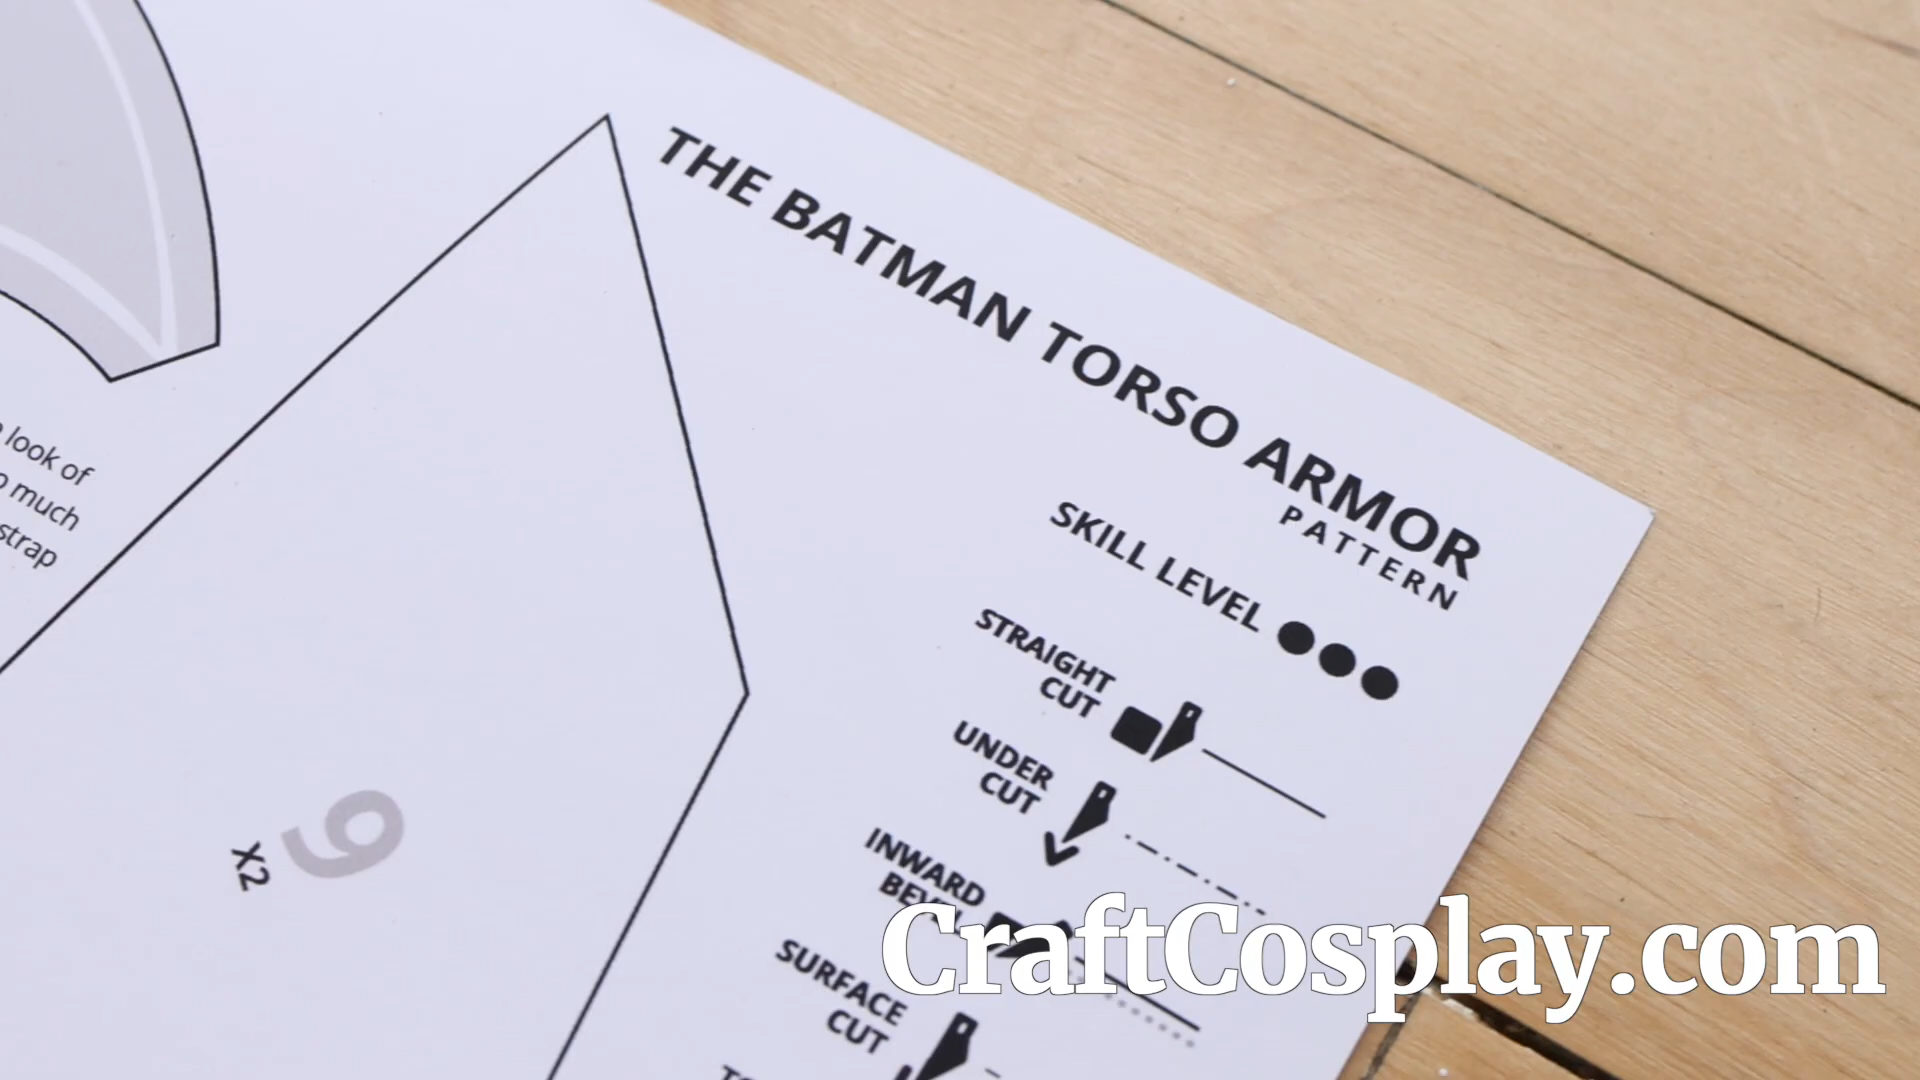 THE BATMAN TORSO ARMOR
PATTERN
SKILL LEVEL
STRAIGHT
CUT
UNDER
CUT
INWARD
BEVEL
SURFACE
CUT
look of
much
strap
9
X2
CraftCosplay.com